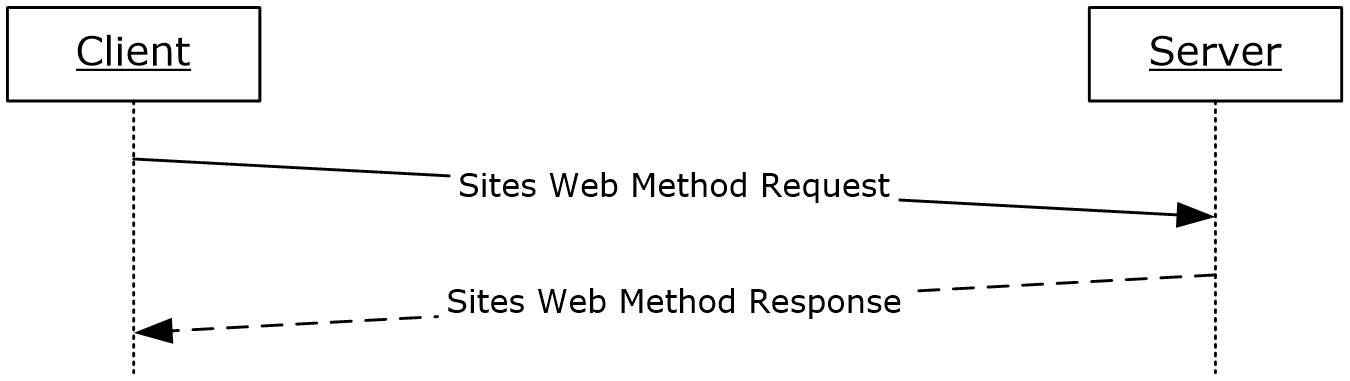 Client
Server
Sites Web Method Request
Sites Web Method Response